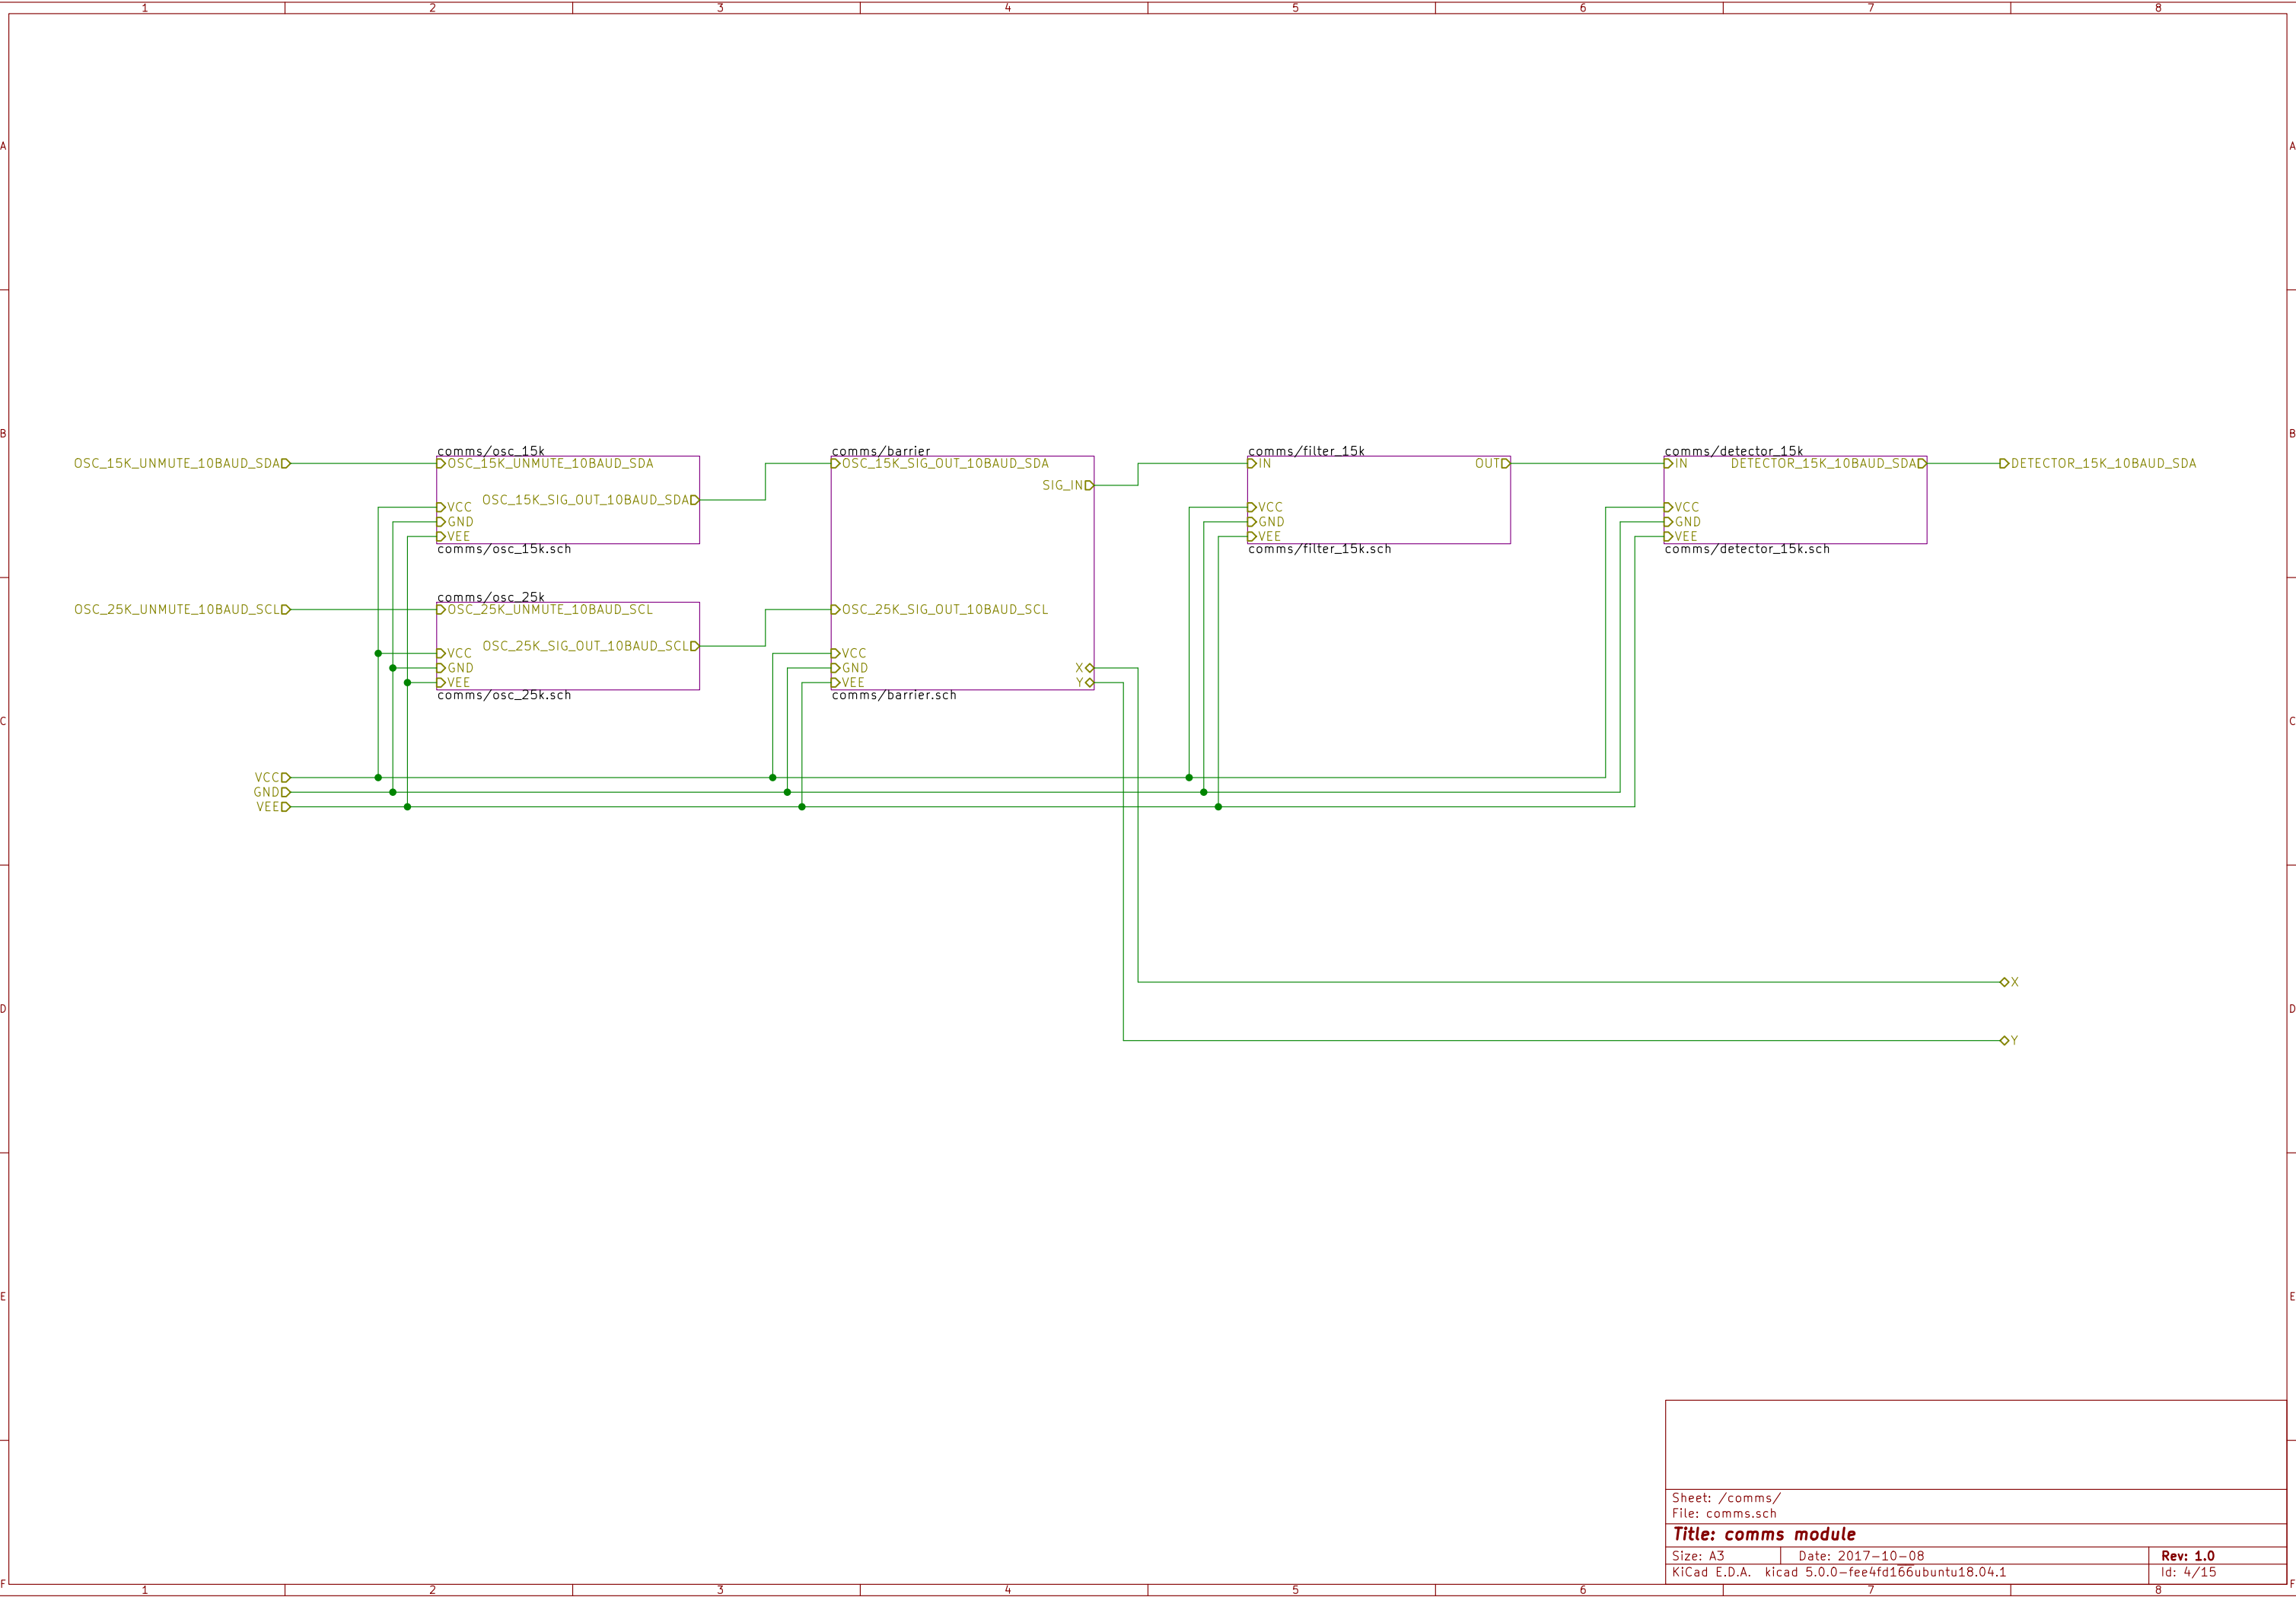 1 2 3 4 5 6 7 8
A A
B B
comms/osc_15k
OSC_15K_UNMUTE_10BAUD_SDA
OSC_15K_UNMUTE_10BAUD_SDA
OSC_15K_SIG_OUT_10BAUD_SDA
VCC
GND
VEE
comms/osc_15k.sch
comms/barrier
OSC_15K_SIG_OUT_10BAUD_SDA
SIG_IN
comms/filter_15k
IN
OUT
VCC
GND
VEE
comms/filter_15k.sch
comms/detector_15k
IN
DETECTOR_15K_10BAUD_SDA
VCC
GND
VEE
comms/detector_15k.sch
DETECTOR_15K_10BAUD_SDA
comms/osc_25k
OSC_25K_UNMUTE_10BAUD_SCL
OSC_25K_UNMUTE_10BAUD_SCL
OSC_25K_SIG_OUT_10BAUD_SCL
VCC
GND
VEE
comms/osc_25k.sch
OSC_25K_SIG_OUT_10BAUD_SCL
VCC
GND
VEE
X
Y
comms/barrier.sch
C C
VCC
GND
VEE
X
D D
Y
E E
Sheet: /comms/
File: comms.sch
Title: comms module
Size: A3
Date: 2017-10-08
Rev: 1.0
KiCad E.D.A. kicad 5.0.0-fee4fd166ubuntu18.04.1
Id: 4/15
F F
1 2 3 4 5 6 7 8